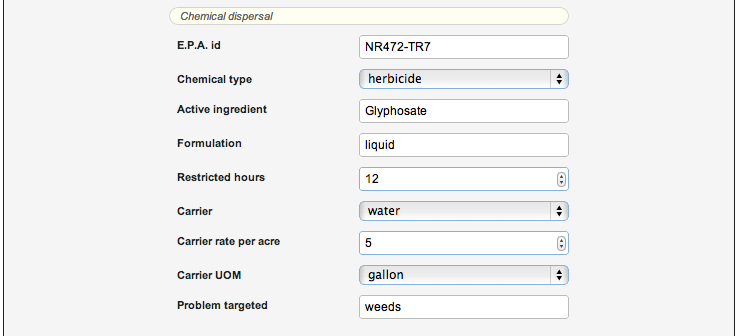 Chemical dispersal
E.P.A. id NR472-TR7
Chemical type herbicide
Active ingredient Glyphosate
Formulation liquid
Restricted hours 12
Carrier water
Carrier rate per acre 5
Carrier UOM gallon
Problem targeted weeds